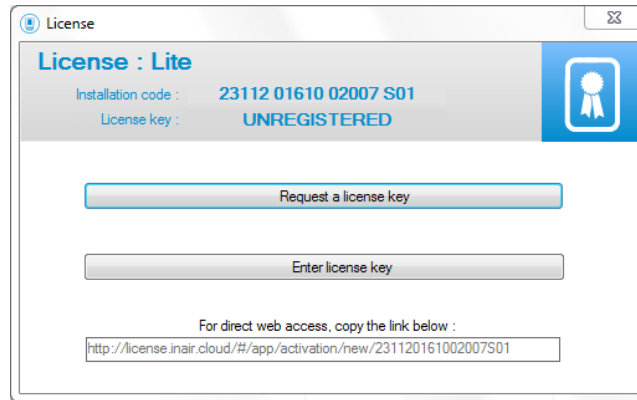 License
License : Lite
Installation code : 23112 01610 02007 S01
License key : UNREGISTERED
Request a license key
Enter license key
For direct web access, copy the link below :
http://license.inair.cloud/#/app/activation/new/231120161002007S01